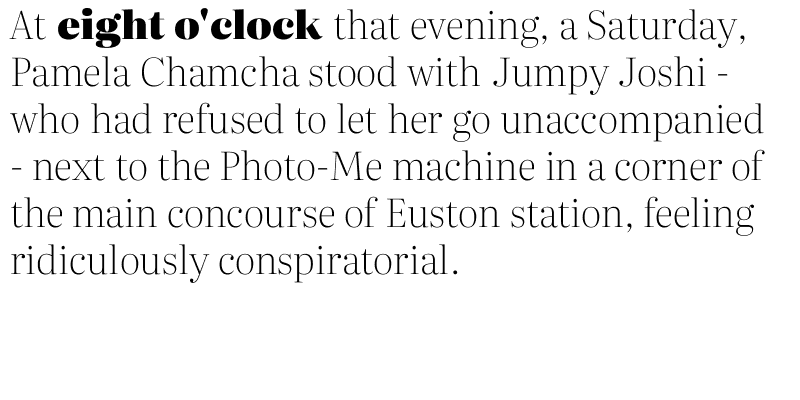 At eight o'clock that evening, a Saturday,
Pamela Chamcha stood with Jumpy Joshi -
who had refused to let her go unaccompanied
- next to the Photo-Me machine in a corner of
the main concourse of Euston station, feeling
ridiculously conspiratorial.